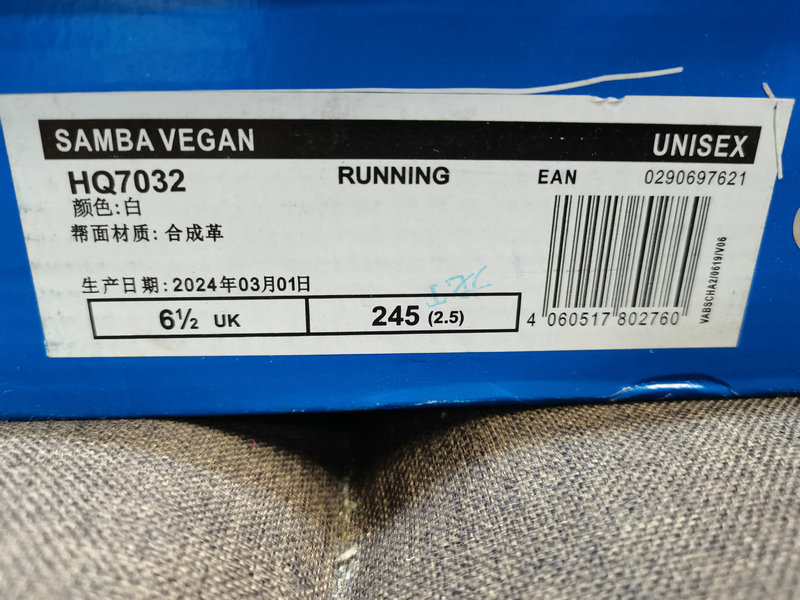 SAMBA VEGAN UNISEX
HQ7032 RUNNING EAN 0290697621
颜色:白
帮面材质: 合成革
生产日期: 2024年03月01日
6½ UK 245 (2.5)
4 060517 802760
VABSCHA2/0619/V06